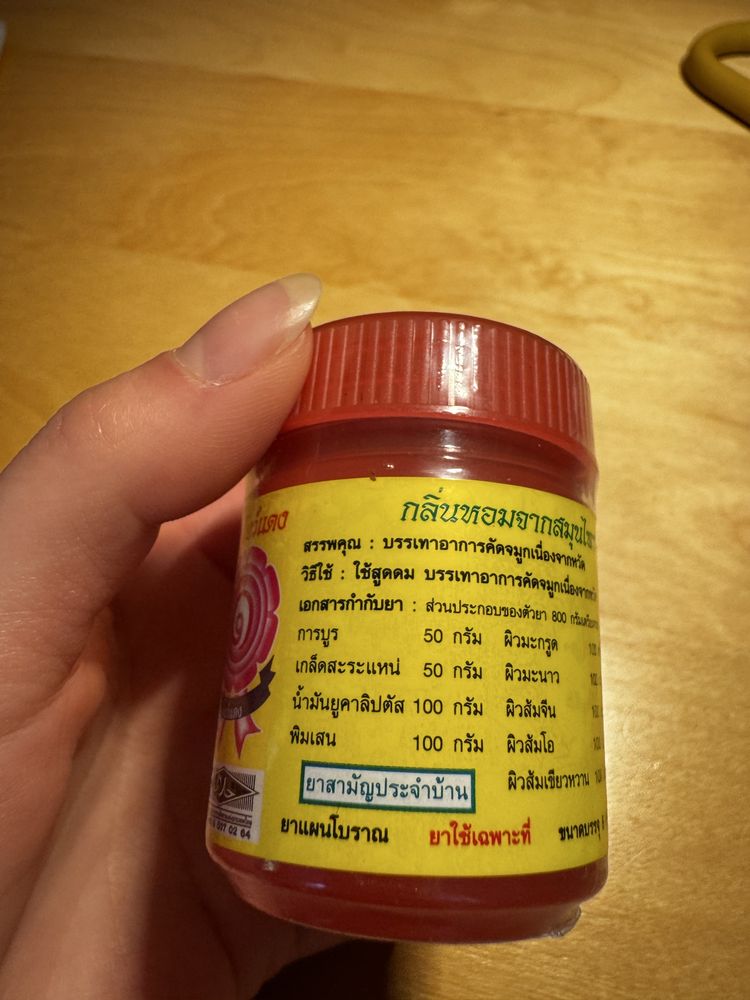 กลิ่นหอมจากสมุนไพร
สรรพคุณ : บรรเทาอาการคัดจมูกเนื่องจากหวัด
วิธีใช้ : ใช้สูดดม บรรเทาอาการคัดจมูกเนื่องจากหวัด
เอกสารกำกับยา : ส่วนประกอบของตัวยา 800 กรัม
การบูร 50 กรัม ผิวมะกรูด
เกล็ดสะระแหน่ 50 กรัม ผิวมะนาว
น้ำมันยูคาลิปตัส 100 กรัม ผิวส้มจีน
พิมเสน 100 กรัม ผิวส้มโอ
ผิวส้มเขียวหวาน
ยาสามัญประจำบ้าน
ยาแผนโบราณ ยาใช้เฉพาะที่ ขนาดบรรจุ